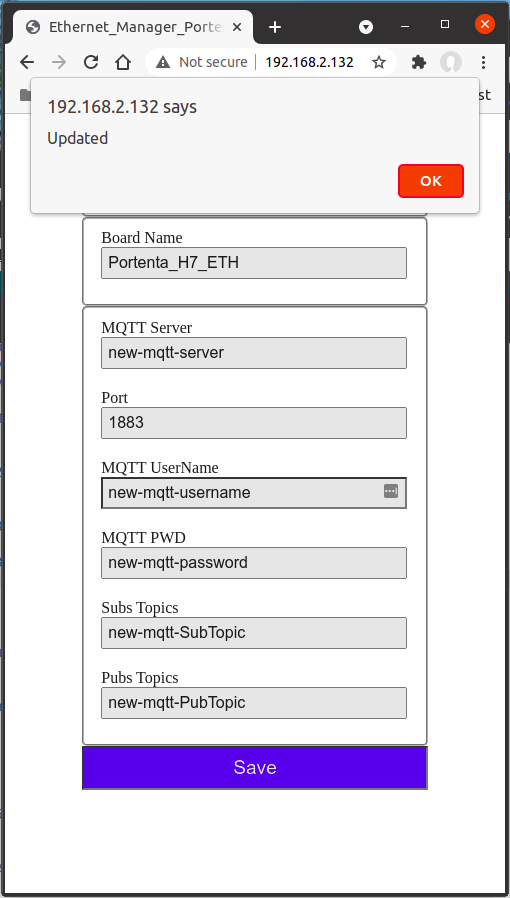 Ethernet_Manager_Porte
Not secure
192.168.2.132
st
192.168.2.132 says
Updated
OK
Board Name
Portenta_H7_ETH
MQTT Server
new-mqtt-server
Port
1883
MQTT UserName
new-mqtt-username
MQTT PWD
new-mqtt-password
Subs Topics
new-mqtt-SubTopic
Pubs Topics
new-mqtt-PubTopic
Save